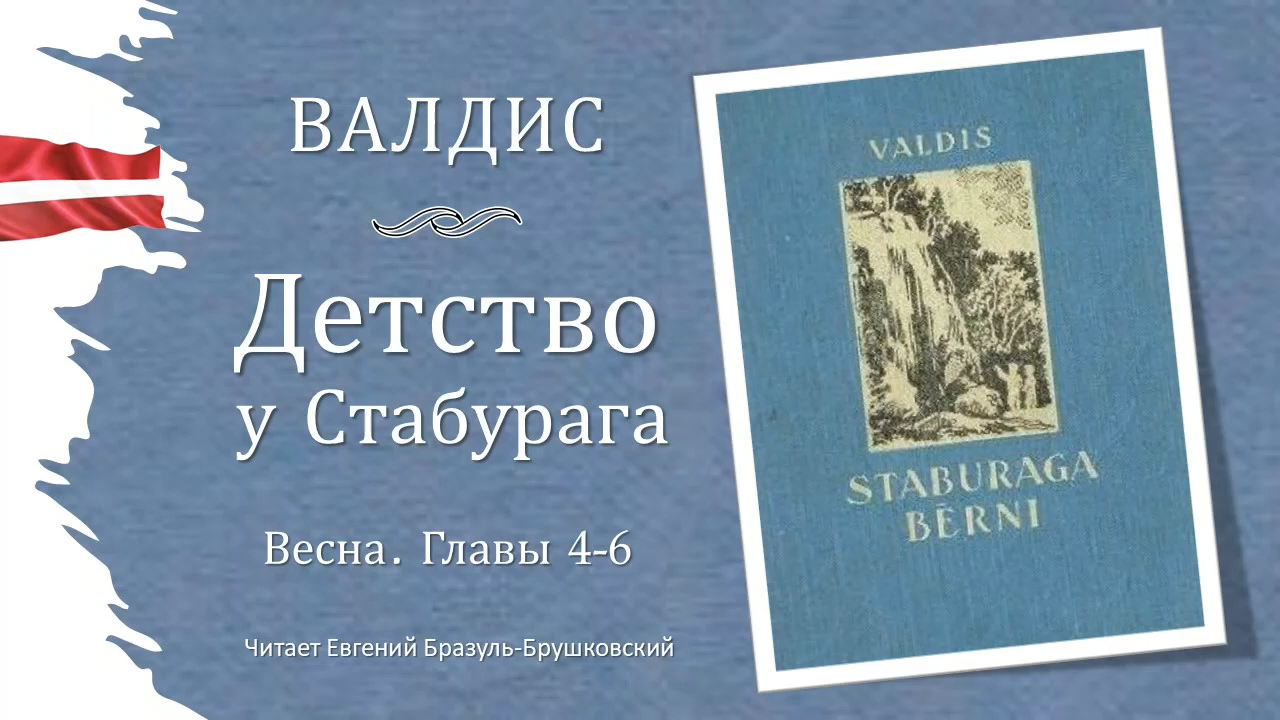 ВАЛДИС
Детство
у Стабурага
Весна. Главы 4-6
Читает Евгений Бразуль-Брушковский
VALDIS
STABURAGA
BĒRNI